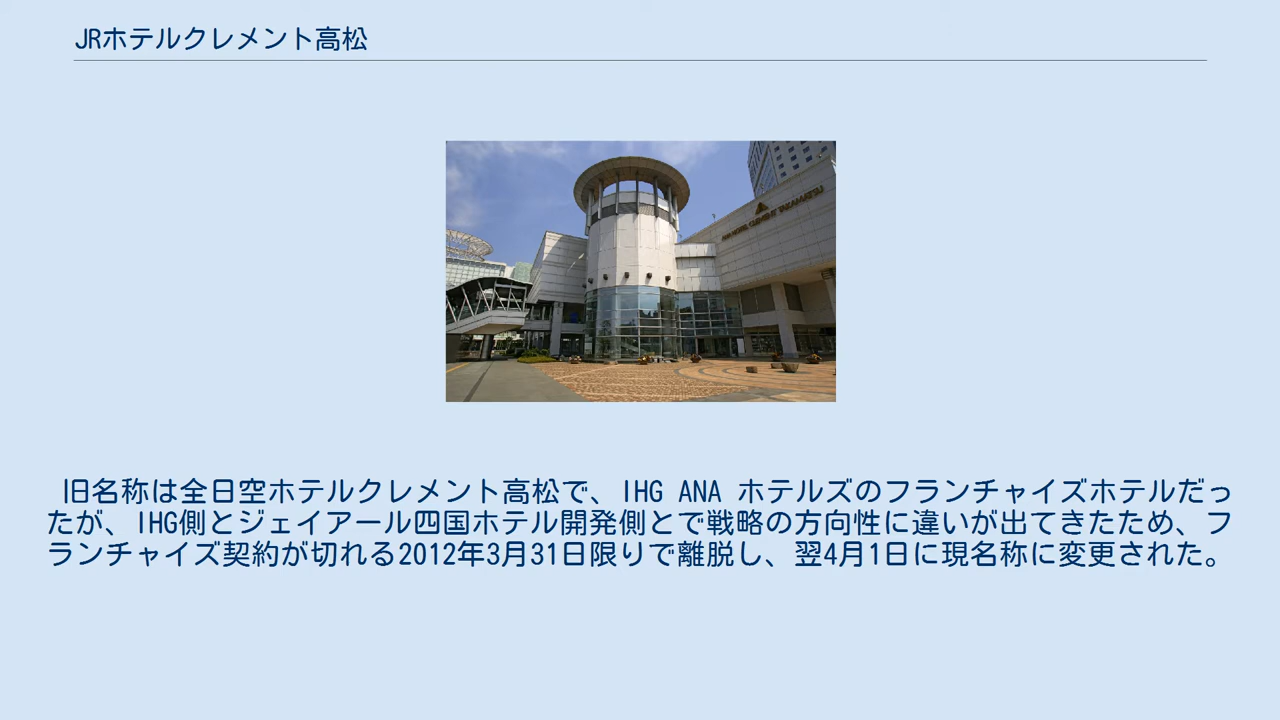 JRホテルクレメント高松
ANA HOTEL CLEMENT TAKAMATSU
旧名称は全日空ホテルクレメント高松で、IHG ANA ホテルズのフランチャイズホテルだっ
たが、IHG側とジェイアール四国ホテル開発側とで戦略の方向性に違いが出てきたため、フ
ランチャイズ契約が切れる2012年3月31日限りで離脱し、翌4月1日に現名称に変更された。